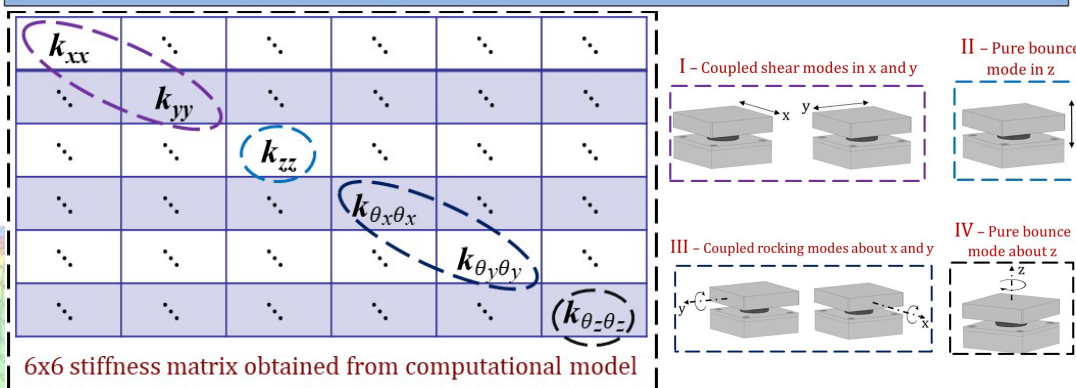 k_xx ⋱ ⋱ ⋱ ⋱ ⋱
⋱ k_yy ⋱ ⋱ ⋱ ⋱
⋱ ⋱ k_zz ⋱ ⋱ ⋱
⋱ ⋱ ⋱ k_θxθx ⋱ ⋱
⋱ ⋱ ⋱ ⋱ k_θyθy ⋱
⋱ ⋱ ⋱ ⋱ ⋱ (k_θzθz)
6x6 stiffness matrix obtained from computational model
I – Coupled shear modes in x and y
x
y
II – Pure bounce
mode in z
III – Coupled rocking modes about x and y
y
x
IV – Pure bounce
mode about z
z